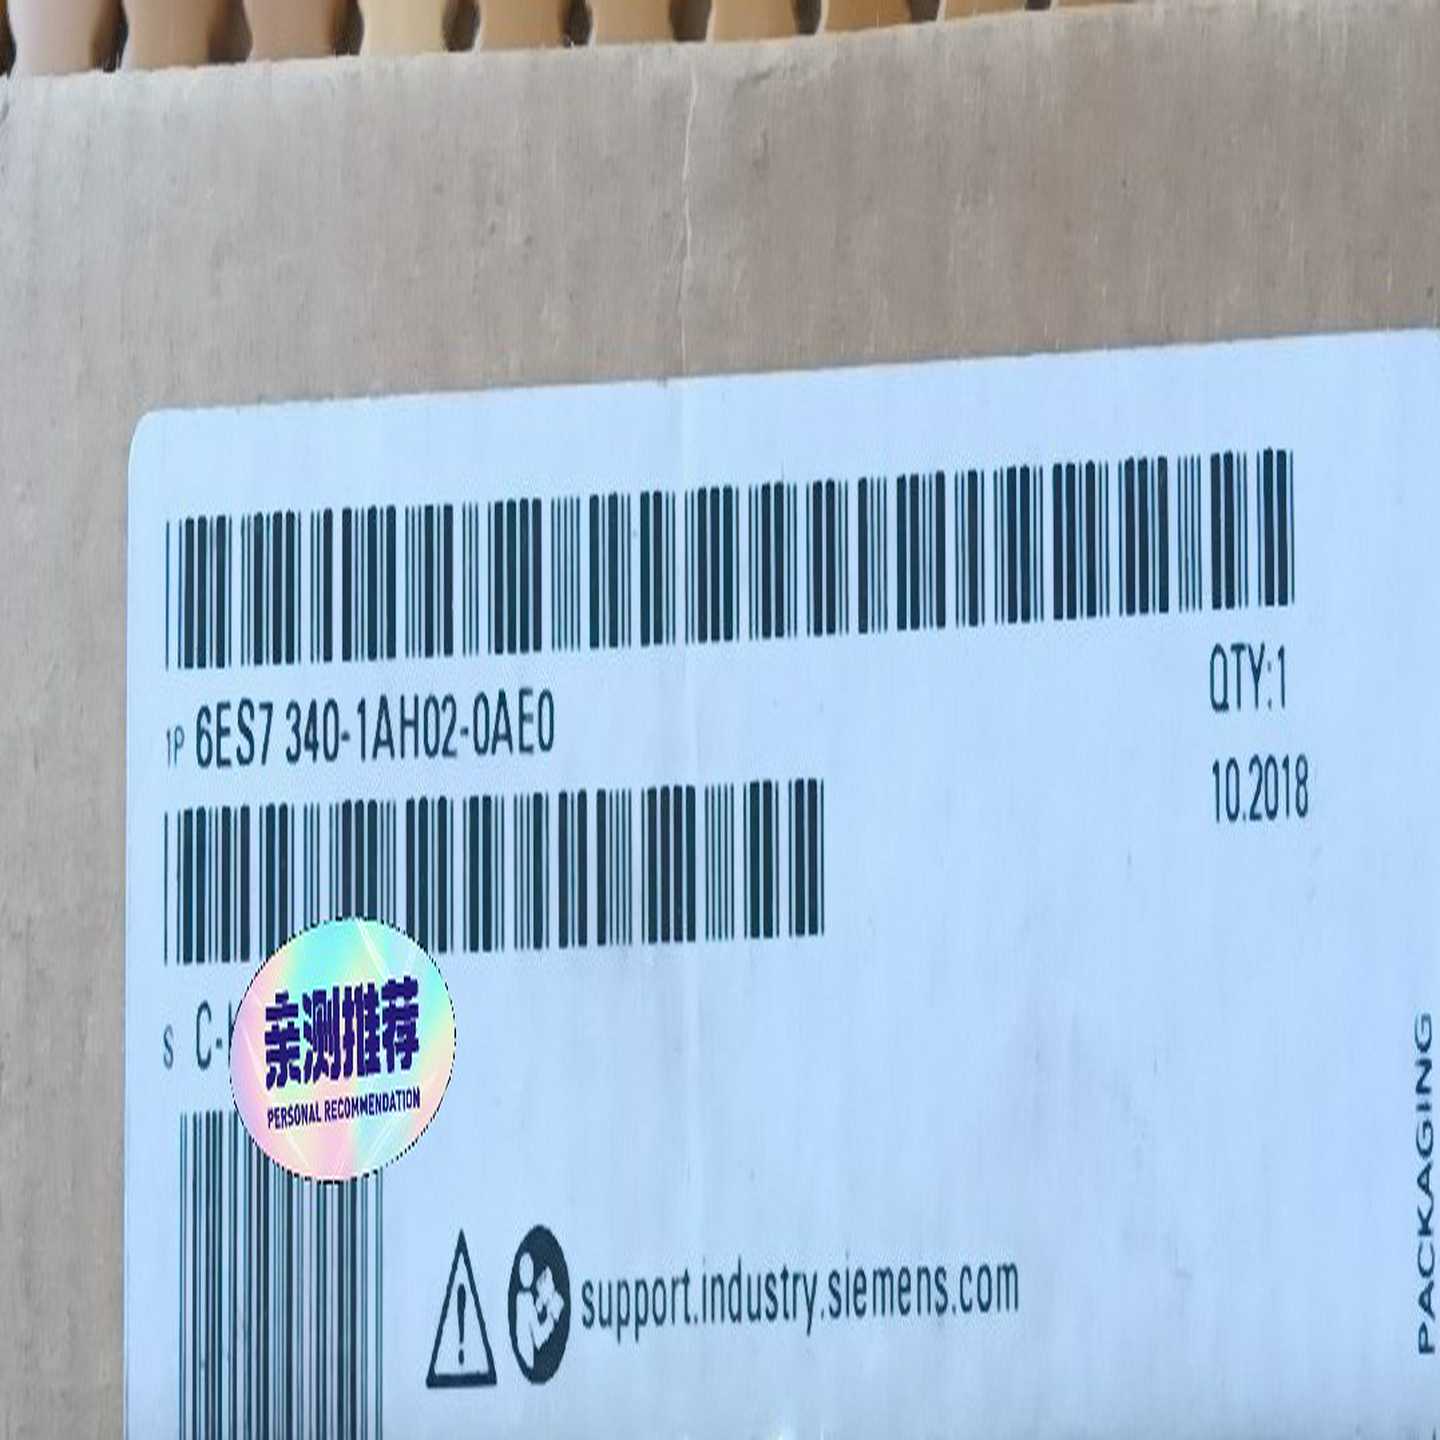 1P 6ES7 340-1AH02-0AE0
QTY:1
10.2018
S C-
亲测推荐
PERSONAL RECOMMENDATION
support.industry.siemens.com
PACKAGING